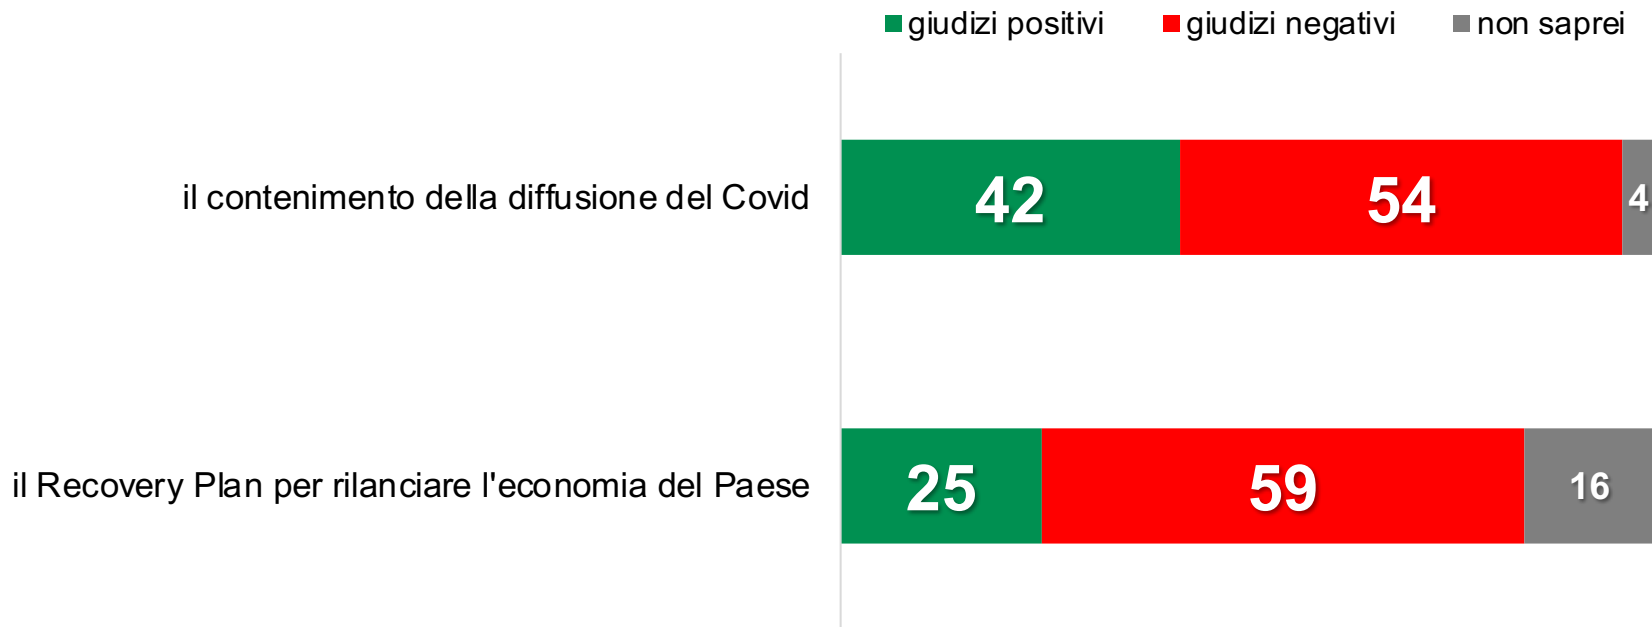 giudizi positivi giudizi negativi non saprei
il contenimento della diffusione del Covid 42 54 4
il Recovery Plan per rilanciare l'economia del Paese 25 59 16